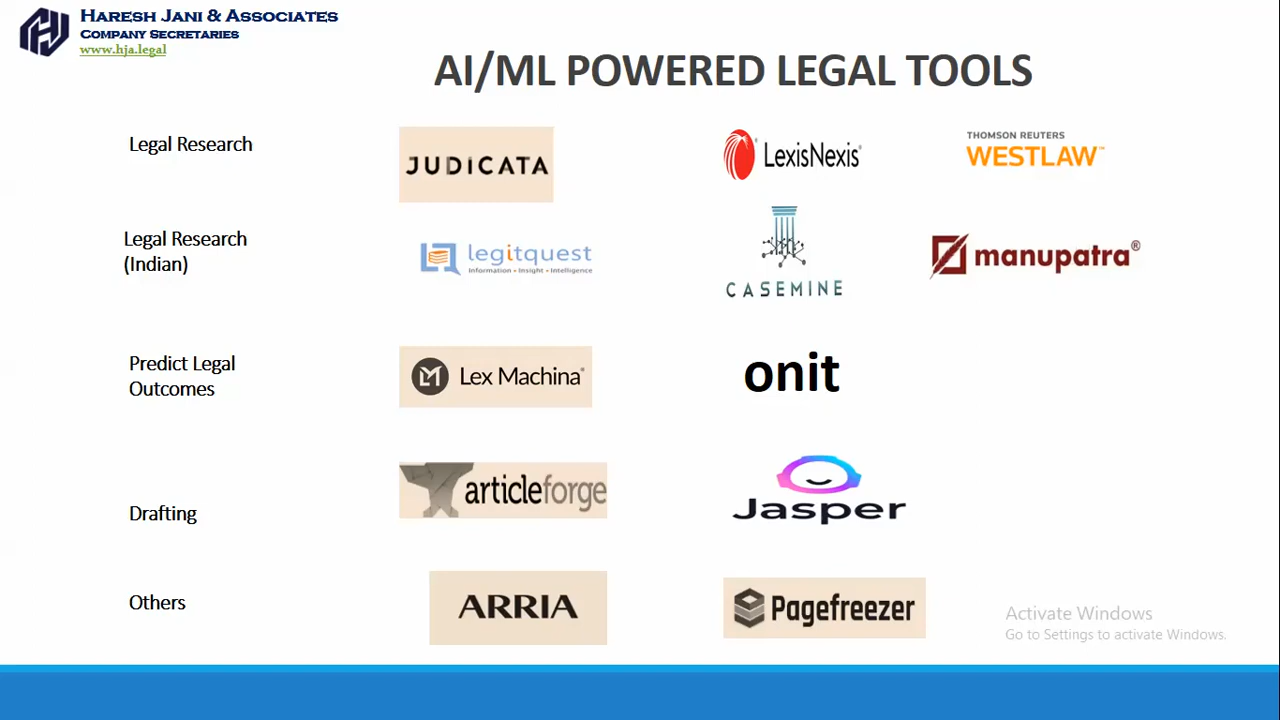 HARESH JANI & ASSOCIATES
COMPANY SECRETARIES
www.hja.legal
AI/ML POWERED LEGAL TOOLS
Legal Research
JUDICATA
LexisNexis®
THOMSON REUTERS
WESTLAW™
Legal Research
(Indian)
legitquest
Information • Insight • Intelligence
CASEMINE
manupatra®
Predict Legal
Outcomes
Lex Machina®
onit
Drafting
articleforge
Jasper
Others
ARRIA
Pagefreezer
Activate Windows
Go to Settings to activate Windows.